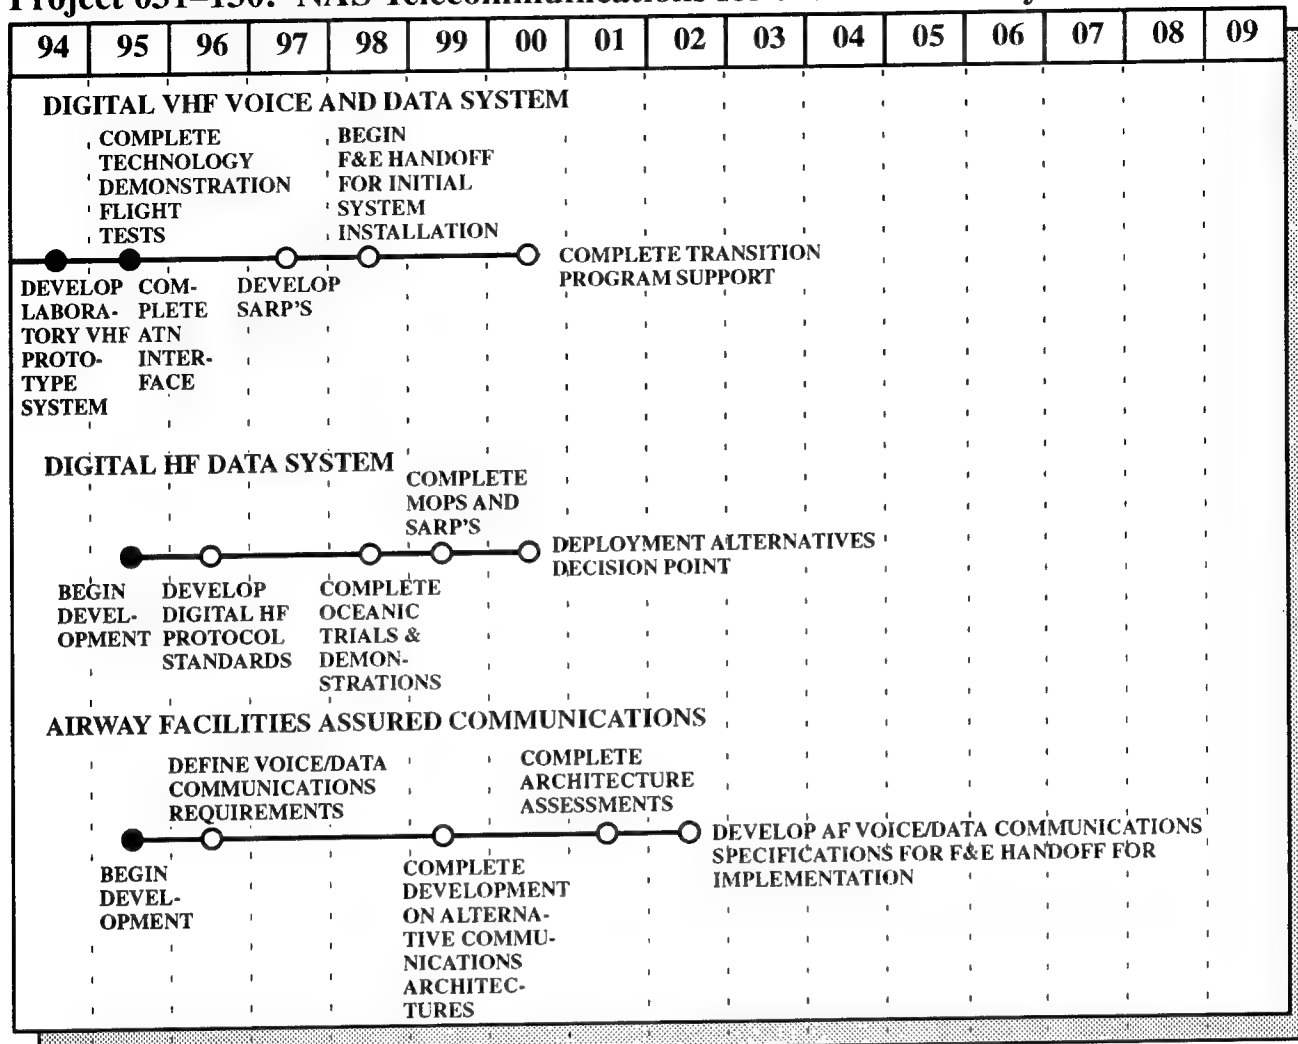 Project 031–130: NAS Telecommunications for
94 95 96 97 98 99 00 01 02 03 04 05 06 07 08 09
DIGITAL VHF VOICE AND DATA SYSTEM
COMPLETE
TECHNOLOGY
DEMONSTRATION
FLIGHT
TESTS
BEGIN
F&E HANDOFF
FOR INITIAL
SYSTEM
INSTALLATION
COMPLETE TRANSITION
PROGRAM SUPPORT
DEVELOP
LABORA-
TORY VHF
PROTO-
TYPE
SYSTEM
COM-
PLETE
ATN
INTER-
FACE
DEVELOP
SARP'S
DIGITAL HF DATA SYSTEM
COMPLETE
MOPS AND
SARP'S
DEPLOYMENT ALTERNATIVES
DECISION POINT
BEGIN
DEVEL-
OPMENT
DEVELOP
DIGITAL HF
PROTOCOL
STANDARDS
COMPLETE
OCEANIC
TRIALS &
DEMON-
STRATIONS
AIRWAY FACILITIES ASSURED COMMUNICATIONS
DEFINE VOICE/DATA
COMMUNICATIONS
REQUIREMENTS
COMPLETE
ARCHITECTURE
ASSESSMENTS
DEVELOP AF VOICE/DATA COMMUNICATIONS
SPECIFICATIONS FOR F&E HANDOFF FOR
IMPLEMENTATION
BEGIN
DEVEL-
OPMENT
COMPLETE
DEVELOPMENT
ON ALTERNA-
TIVE COMMU-
NICATIONS
ARCHITEC-
TURES